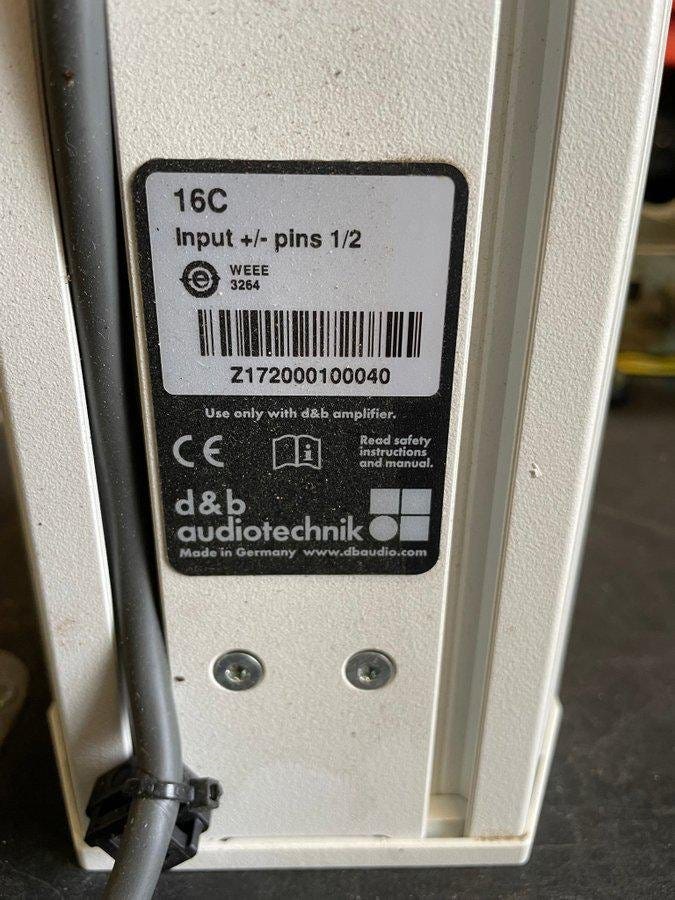 16C
Input +/- pins 1/2
WEEE
3264
Z172000100040
Use only with d&b amplifier.
CE
Read safety
instructions
and manual.
d&b
audiotechnik
Made in Germany www.dbaudio.com